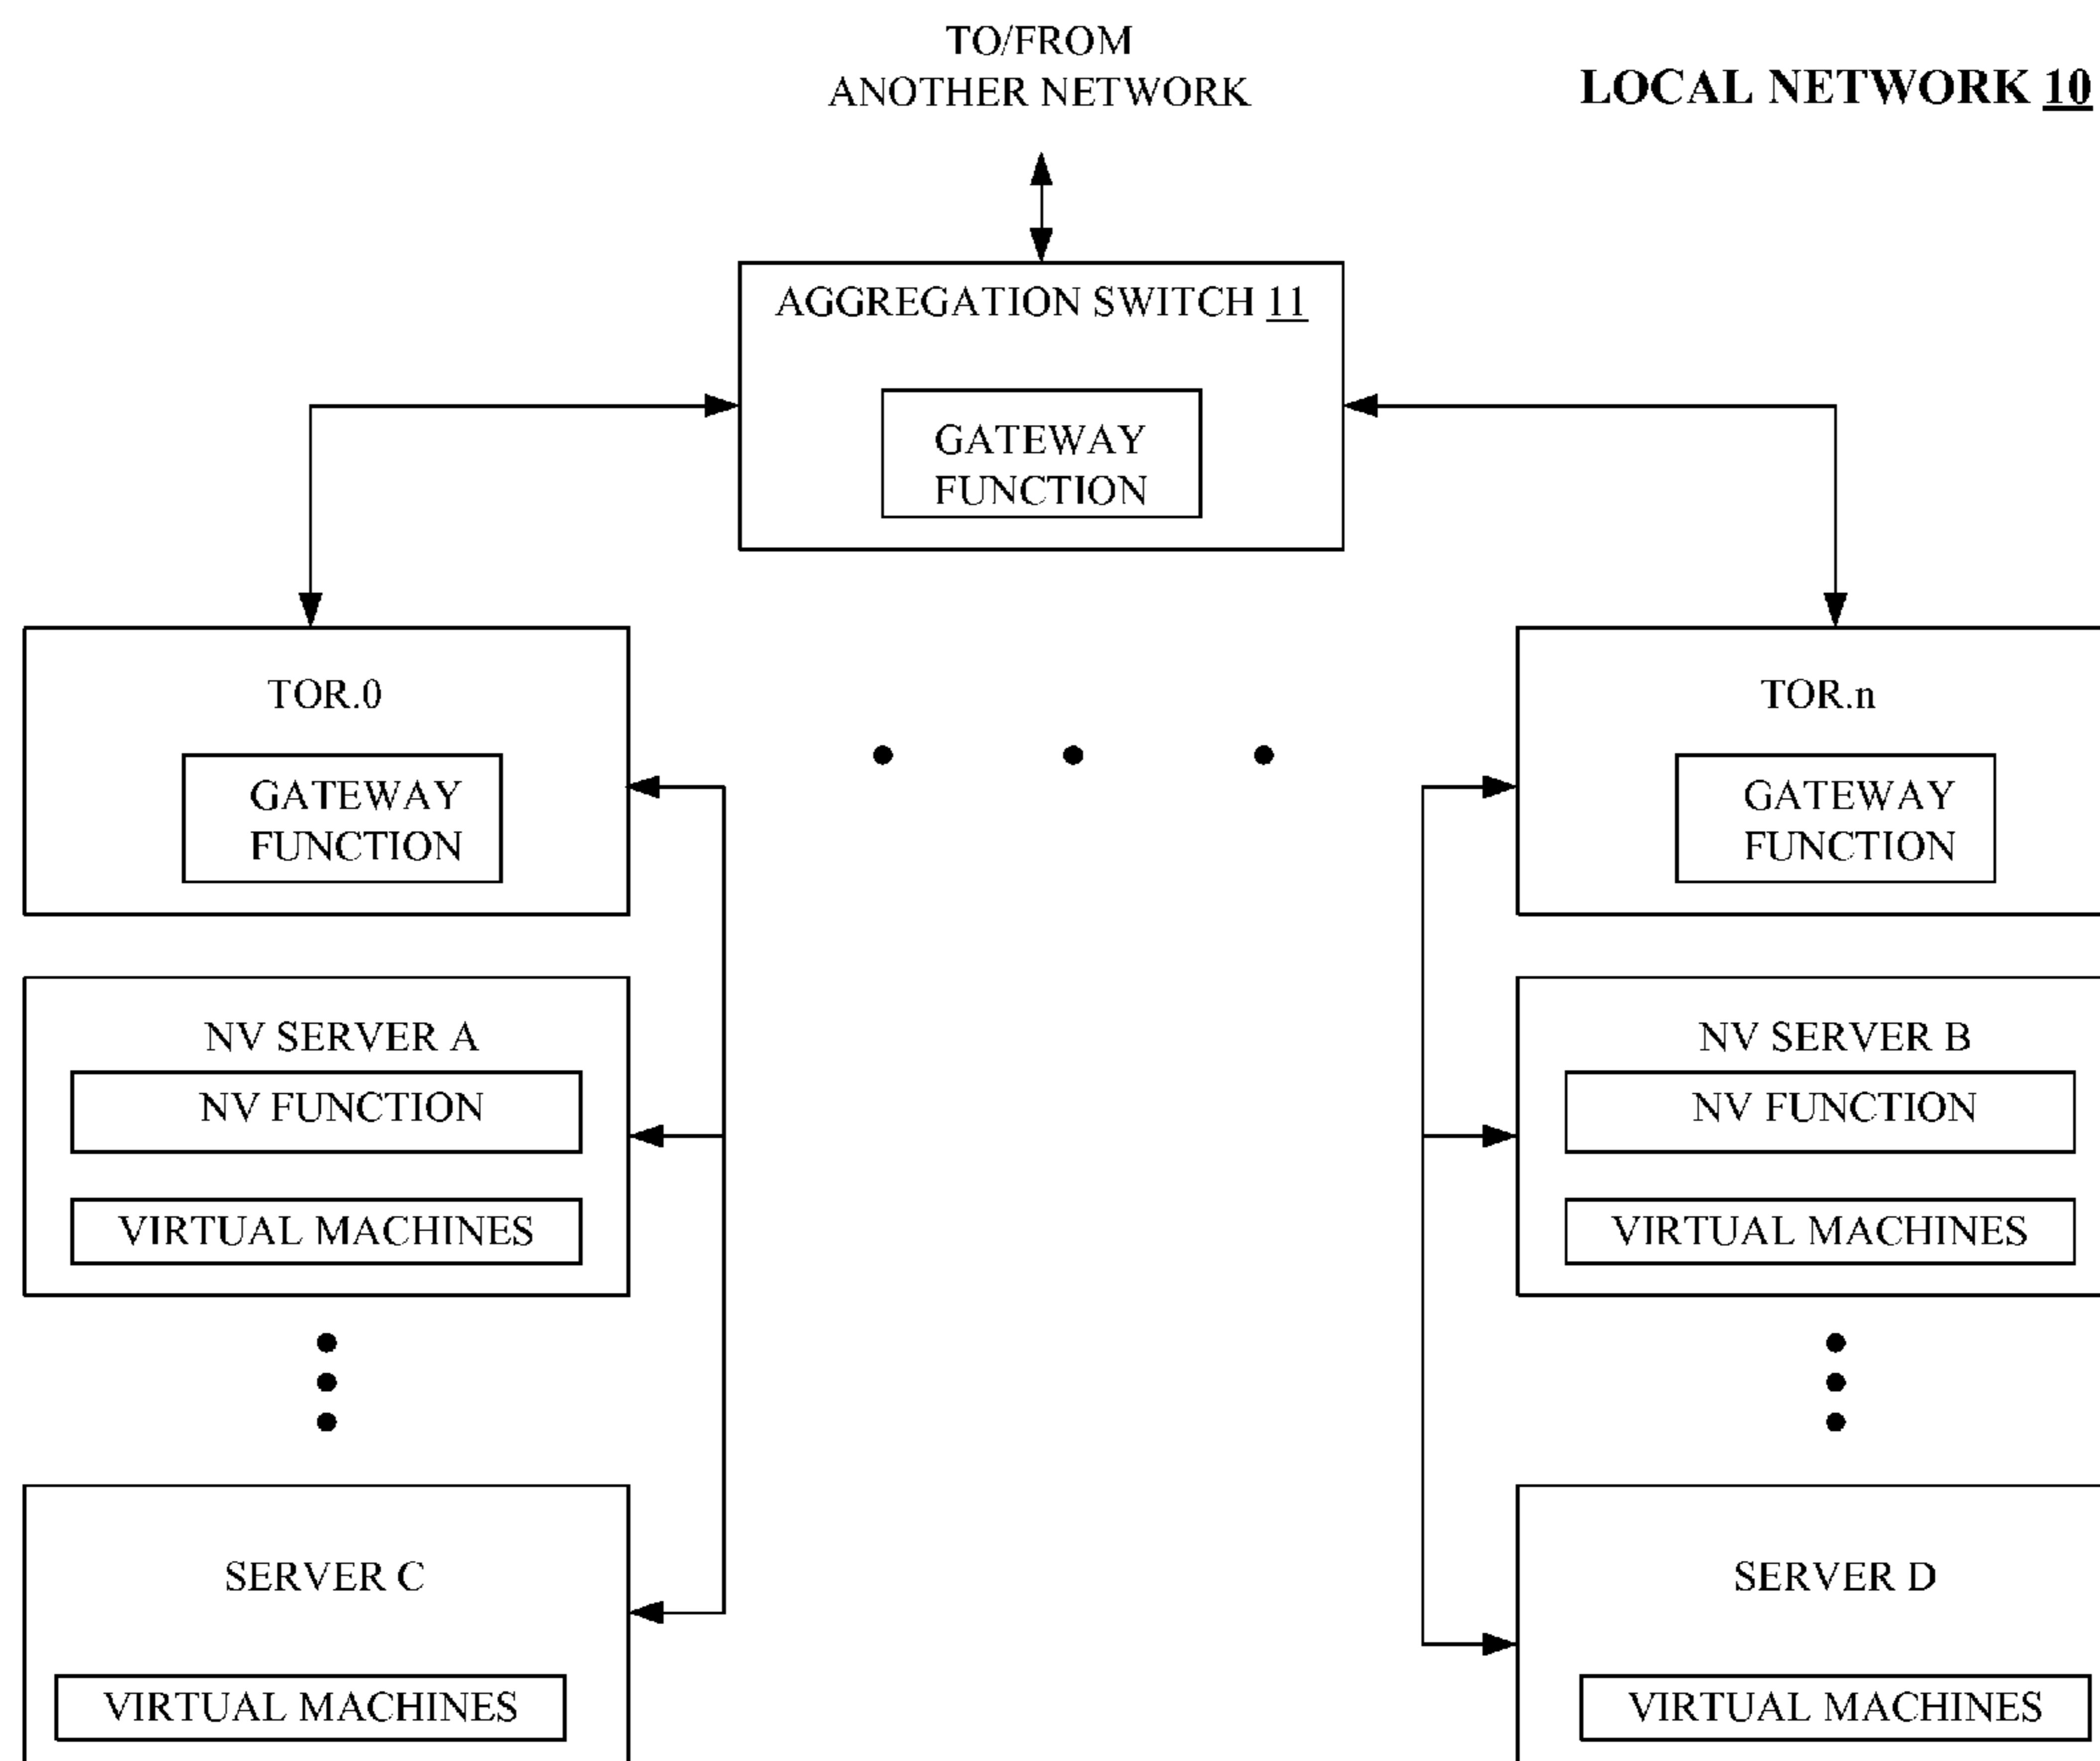 TO/FROM
ANOTHER NETWORK
LOCAL NETWORK 10
AGGREGATION SWITCH 11
GATEWAY
FUNCTION
TOR.0
GATEWAY
FUNCTION
TOR.n
GATEWAY
FUNCTION
NV SERVER A
NV FUNCTION
VIRTUAL MACHINES
NV SERVER B
NV FUNCTION
VIRTUAL MACHINES
SERVER C
VIRTUAL MACHINES
SERVER D
VIRTUAL MACHINES